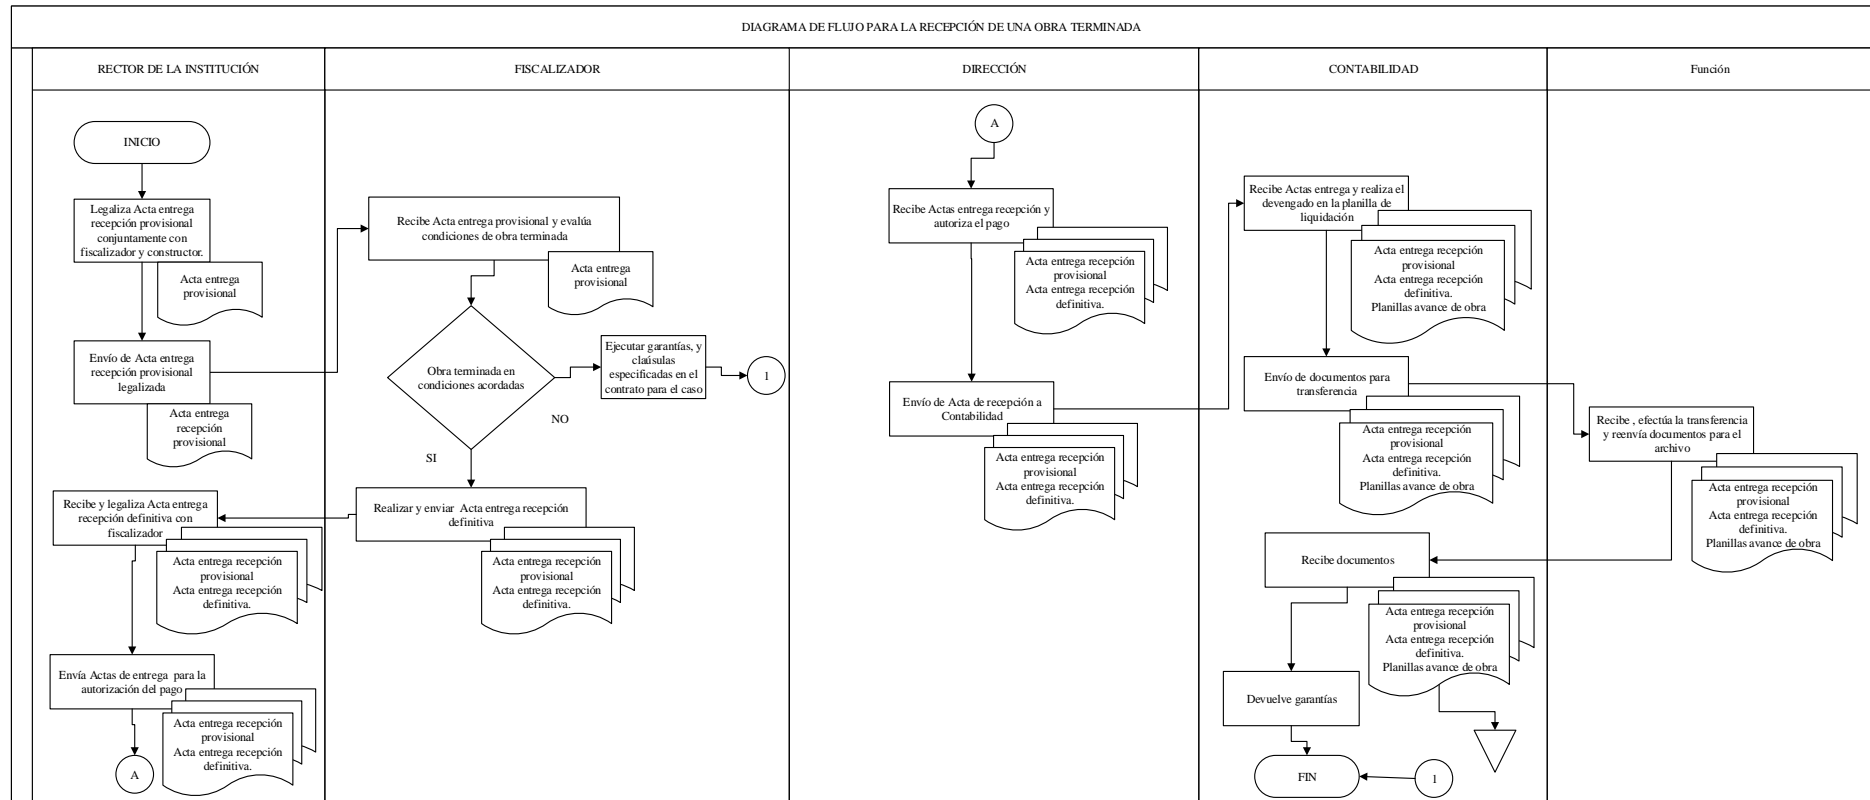 DIAGRAMA DE FLUJO PARA LA RECEPCIÓN DE UNA OBRA TERMINADA
RECTOR DE LA INSTITUCIÓN
FISCALIZADOR
DIRECCIÓN
CONTABILIDAD
Función
INICIO
Legaliza Acta entrega
recepción provisional
conjuntamente con
fiscalizador y constructor.
Acta entrega
provisional
Envío de Acta entrega
recepción provisional
legalizada
Acta entrega
recepción
provisional
Recibe y legaliza Acta entrega
recepción definitiva con
fiscalizador
Acta entrega recepción
provisional
Acta entrega recepción
definitiva.
Envía Actas de entrega para la
autorización del pago
Acta entrega recepción
provisional
Acta entrega recepción
definitiva.
A
Recibe Acta entrega provisional y evalúa
condiciones de obra terminada
Acta entrega
provisional
Obra terminada en
condiciones acordadas
NO
SI
Ejecutar garantías, y
claúsulas
especificadas en el
contrato para el caso
1
Realizar y enviar Acta entrega recepción
definitiva
Acta entrega recepción
provisional
Acta entrega recepción
definitiva.
A
Recibe Actas entrega recepción y
autoriza el pago
Acta entrega recepción
provisional
Acta entrega recepción
definitiva.
Envío de Acta de recepción a
Contabilidad
Acta entrega recepción
provisional
Acta entrega recepción
definitiva.
Recibe Actas entrega y realiza el
devengado en la planilla de
liquidación
Acta entrega recepción
provisional
Acta entrega recepción
definitiva.
Planillas avance de obra
Envío de documentos para
transferencia
Acta entrega recepción
provisional
Acta entrega recepción
definitiva.
Planillas avance de obra
Recibe documentos
Acta entrega recepción
provisional
Acta entrega recepción
definitiva.
Planillas avance de obra
Devuelve garantías
FIN
1
Recibe , efectúa la transferencia
y reenvía documentos para el
archivo
Acta entrega recepción
provisional
Acta entrega recepción
definitiva.
Planillas avance de obra